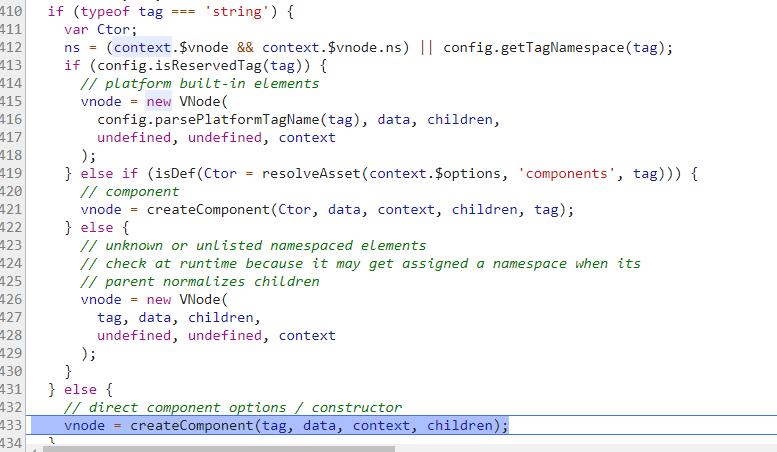 410 if (typeof tag === 'string') {
411 var Ctor;
412 ns = (context.$vnode && context.$vnode.ns) || config.getTagNamespace(tag);
413 if (config.isReservedTag(tag)) {
414 // platform built-in elements
415 vnode = new VNode(
416 config.parsePlatformTagName(tag), data, children,
417 undefined, undefined, context
418 );
419 } else if (isDef(Ctor = resolveAsset(context.$options, 'components', tag))) {
420 // component
421 vnode = createComponent(Ctor, data, context, children, tag);
422 } else {
423 // unknown or unlisted namespaced elements
424 // check at runtime because it may get assigned a namespace when its
425 // parent normalizes children
426 vnode = new VNode(
427 tag, data, children,
428 undefined, undefined, context
429 );
430 }
431 } else {
432 // direct component options / constructor
433 vnode = createComponent(tag, data, context, children);
434 }